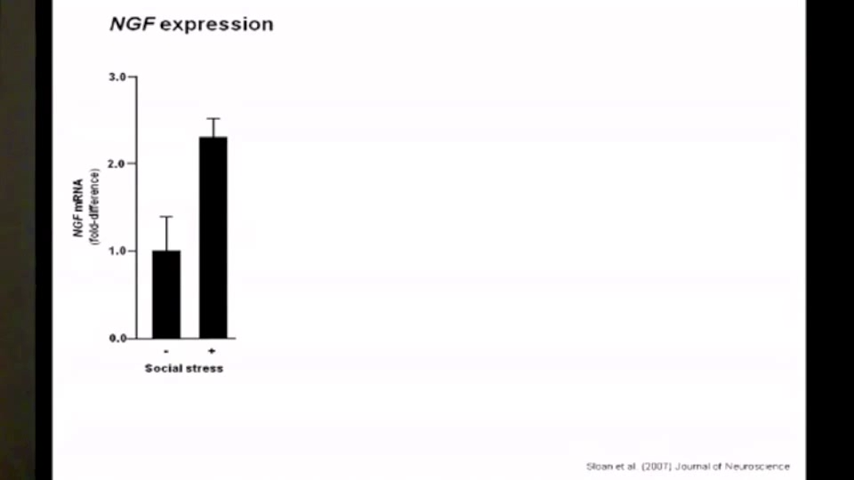 NGF expression
3.0
2.0
1.0
0.0
NGF mRNA
(fold-difference)
- +
Social stress
Sloan et al. (2007) Journal of Neuroscience